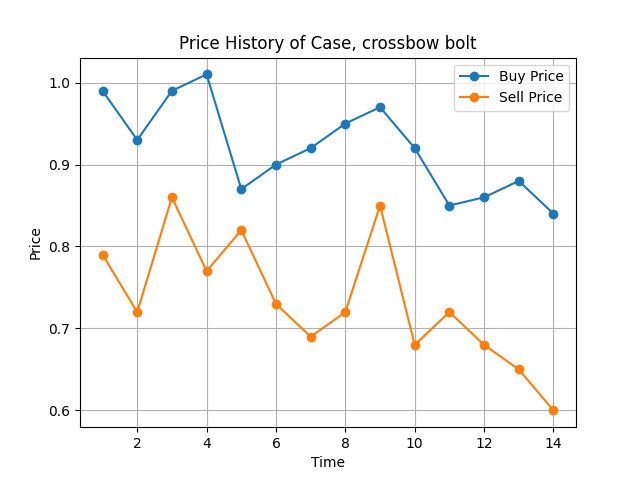 Price History of Case, crossbow bolt
Buy Price
Sell Price
1.0
0.9
0.8
0.7
0.6
Price
2 4 6 8 10 12 14
Time